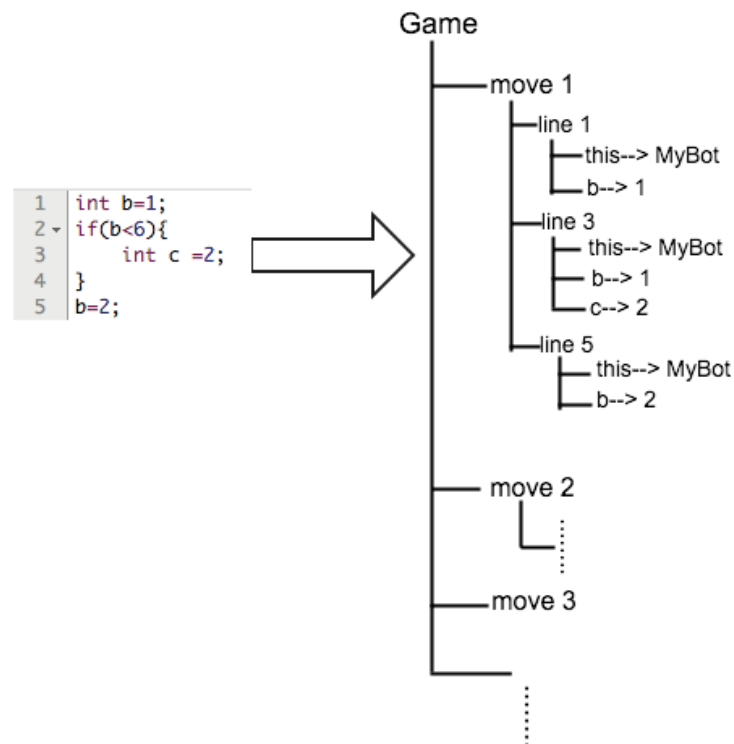 1 int b=1;
2 if(b<6){
3 int c =2;
4 }
5 b=2;
Game
move 1
line 1
this--> MyBot
b--> 1
line 3
this--> MyBot
b--> 1
c--> 2
line 5
this--> MyBot
b--> 2
move 2
move 3